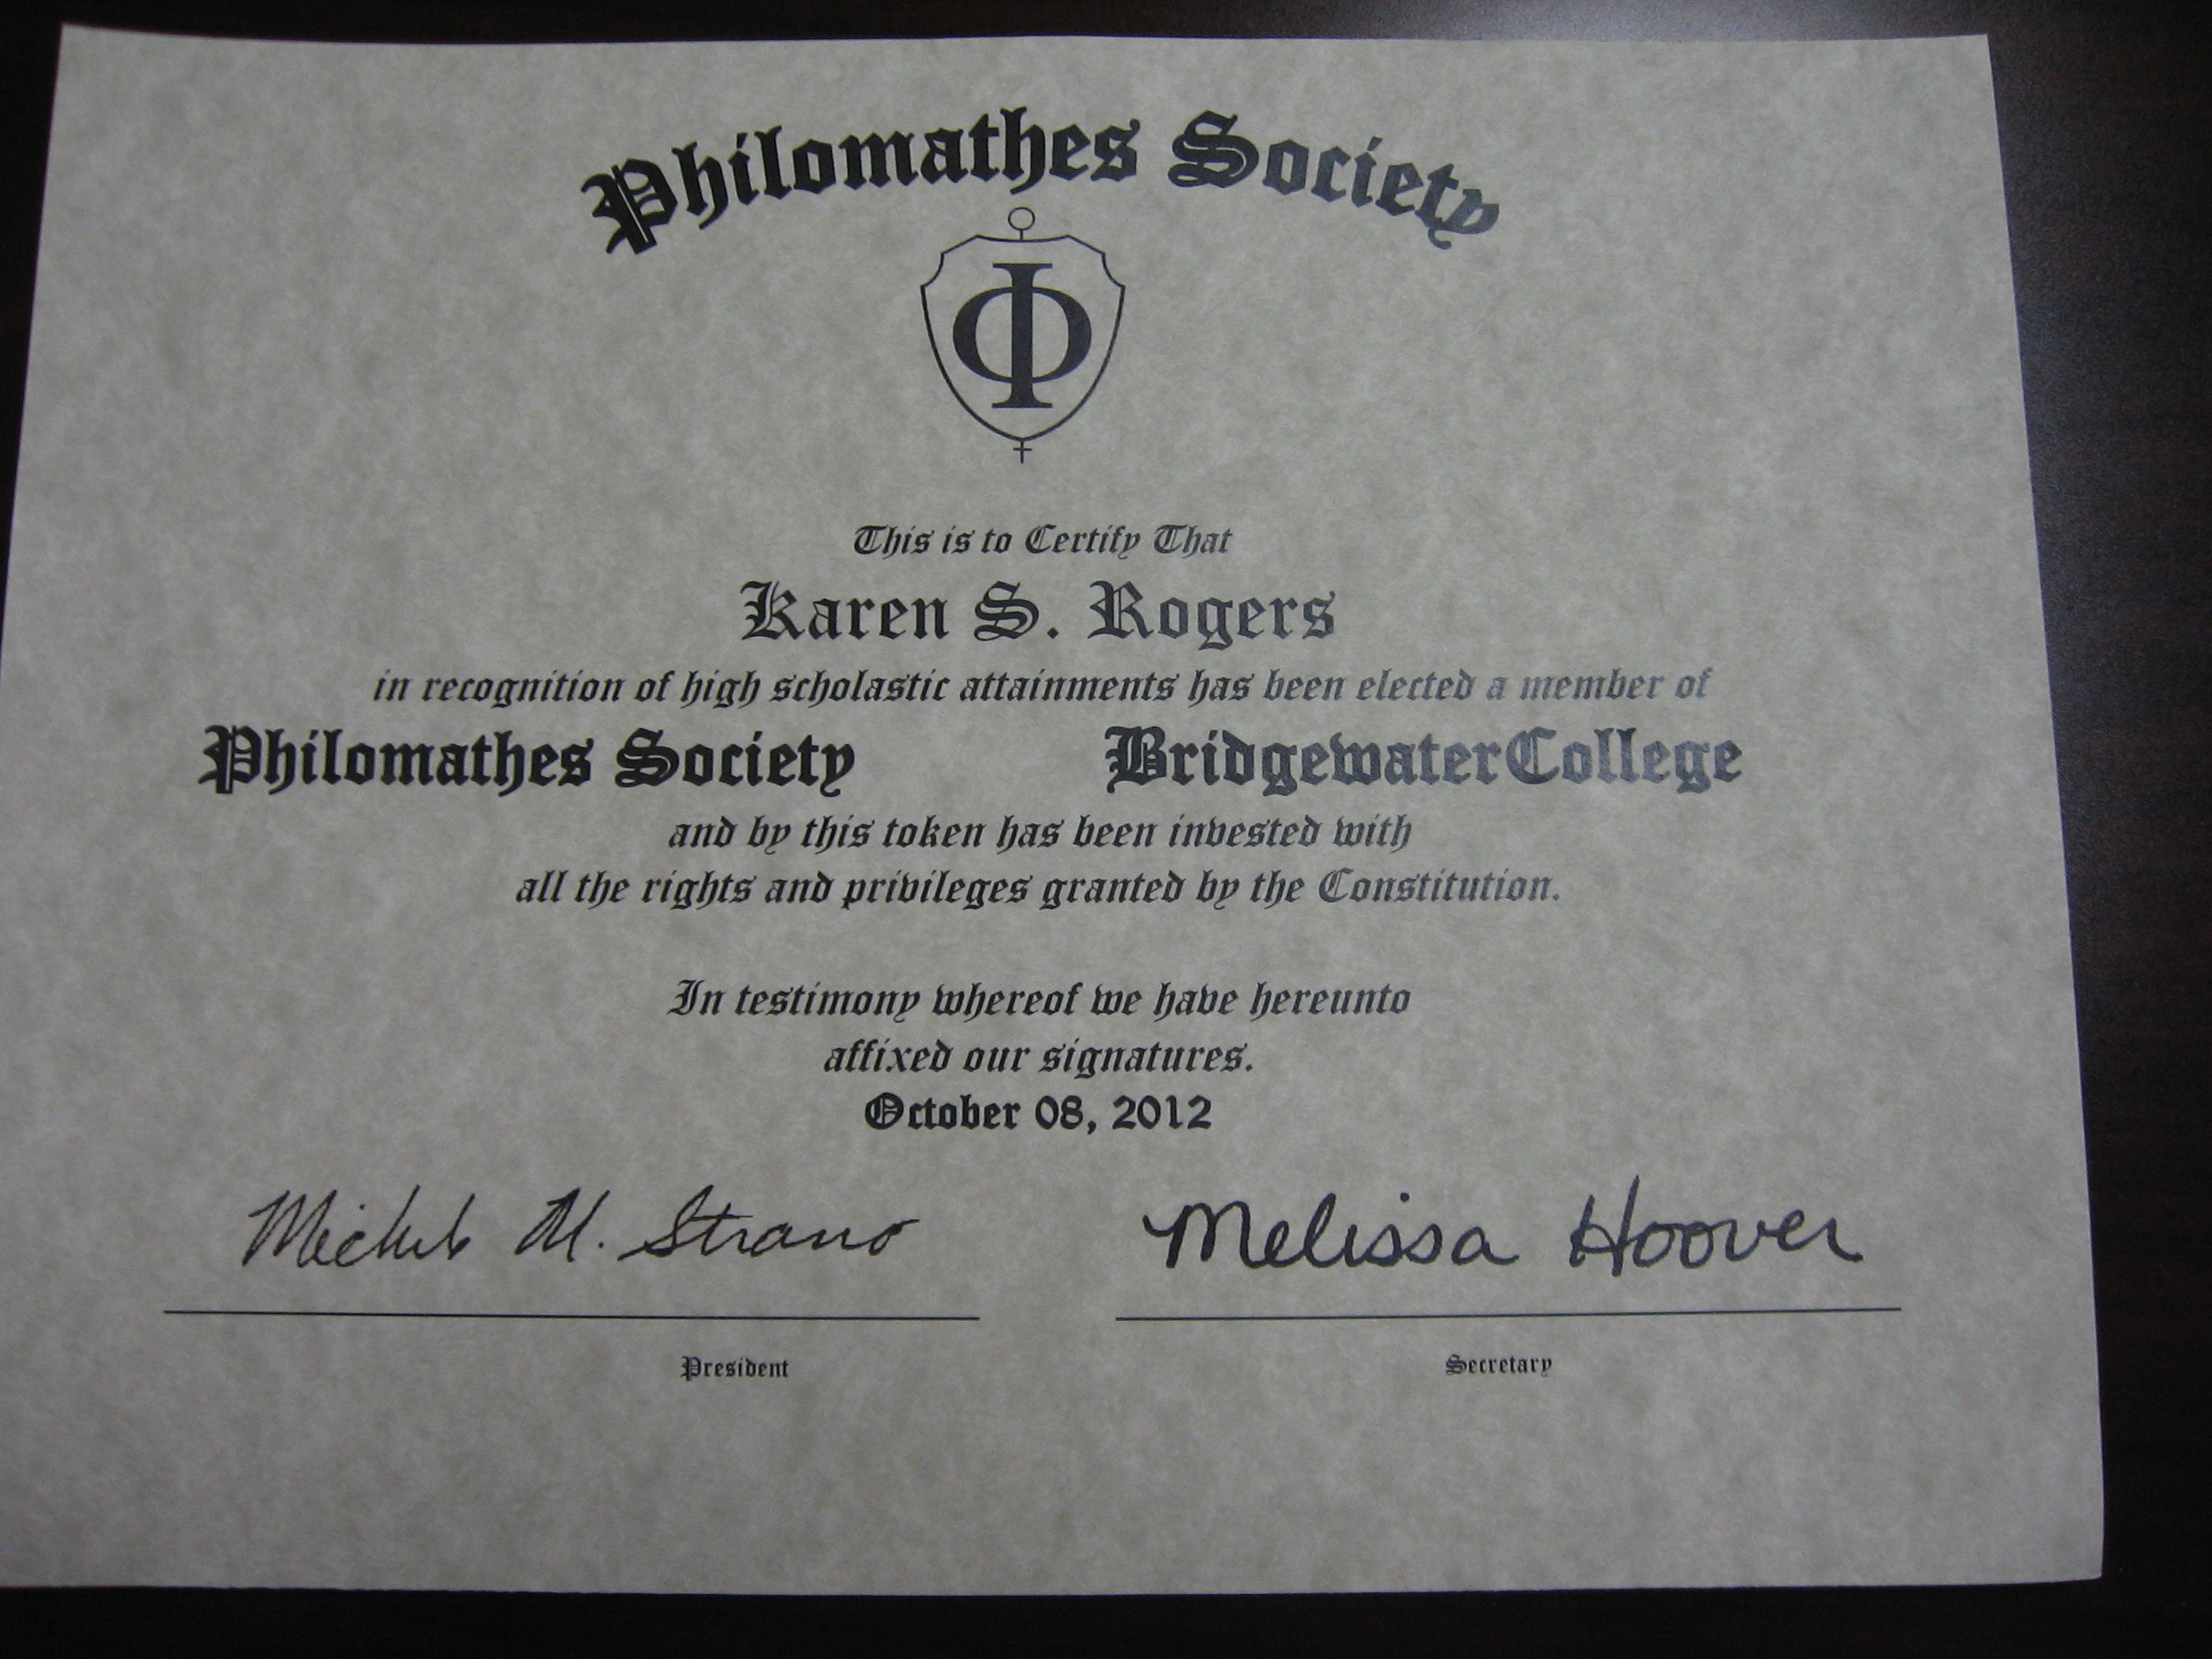 Philomathes Society
Φ
This is to Certify That
Karen S. Rogers
in recognition of high scholastic attainments has been elected a member of
Philomathes Society BridgewaterCollege
and by this token has been invested with
all the rights and privileges granted by the Constitution.
In testimony whereof we have hereunto
affixed our signatures.
October 08, 2012
M. Strano Melissa Hoover
President Secretary